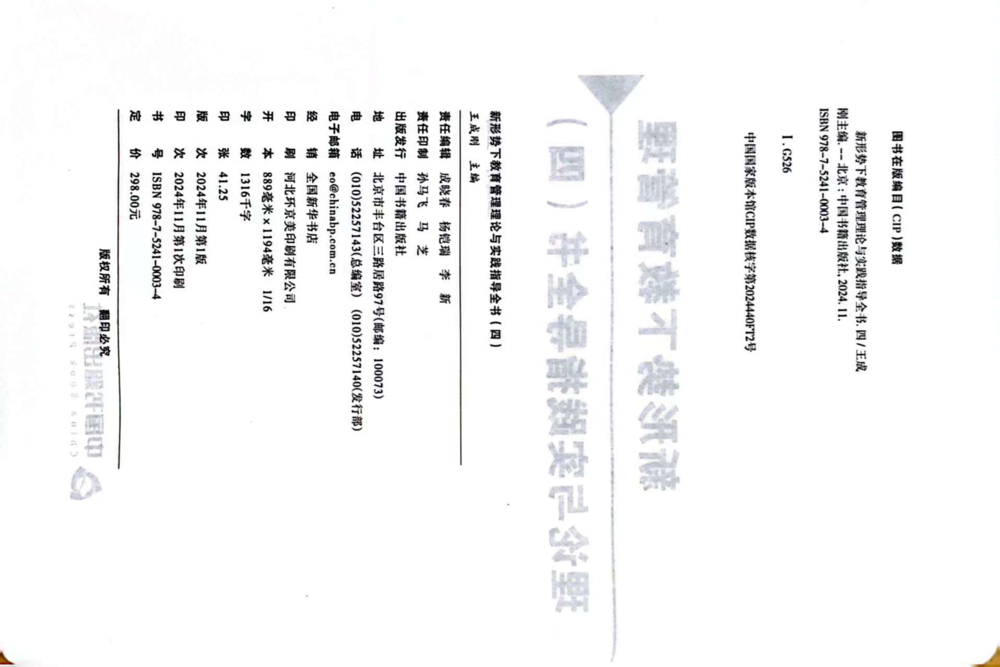 图书在版编目(CIP)数据
新形势下教育管理理论与实践指导全书.四/王成
刚主编.--北京:中国书籍出版社,2024.11.
ISBN 978-7-5241-0003-4
Ⅰ.G526
中国国家版本馆CIP数据核字第202444OFT2号
新形势下教育管理
理论与实践指导全书(四)
新形势下教育管理理论与实践指导全书(四)
王成刚 主编
责任编辑 成晓春 杨铠瑞 李 新
责任印制 孙马飞 马 芝
出版发行 中国书籍出版社
地 址 北京市丰台区三路居路97号(邮编:100073)
电 话 (010)52257143(总编室) (010)52257140(发行部)
电子邮箱 eo@chinabp.com.cn
经 销 全国新华书店
印 刷 河北环京美印刷有限公司
开 本 889毫米×1194毫米 1/16
字 数 1316千字
印 张 41.25
版 次 2024年11月第1版
印 次 2024年11月第1次印刷
书 号 ISBN 978-7-5241-0003-4
定 价 298.00元
版权所有 翻印必究
中国书籍出版社
China Book Press